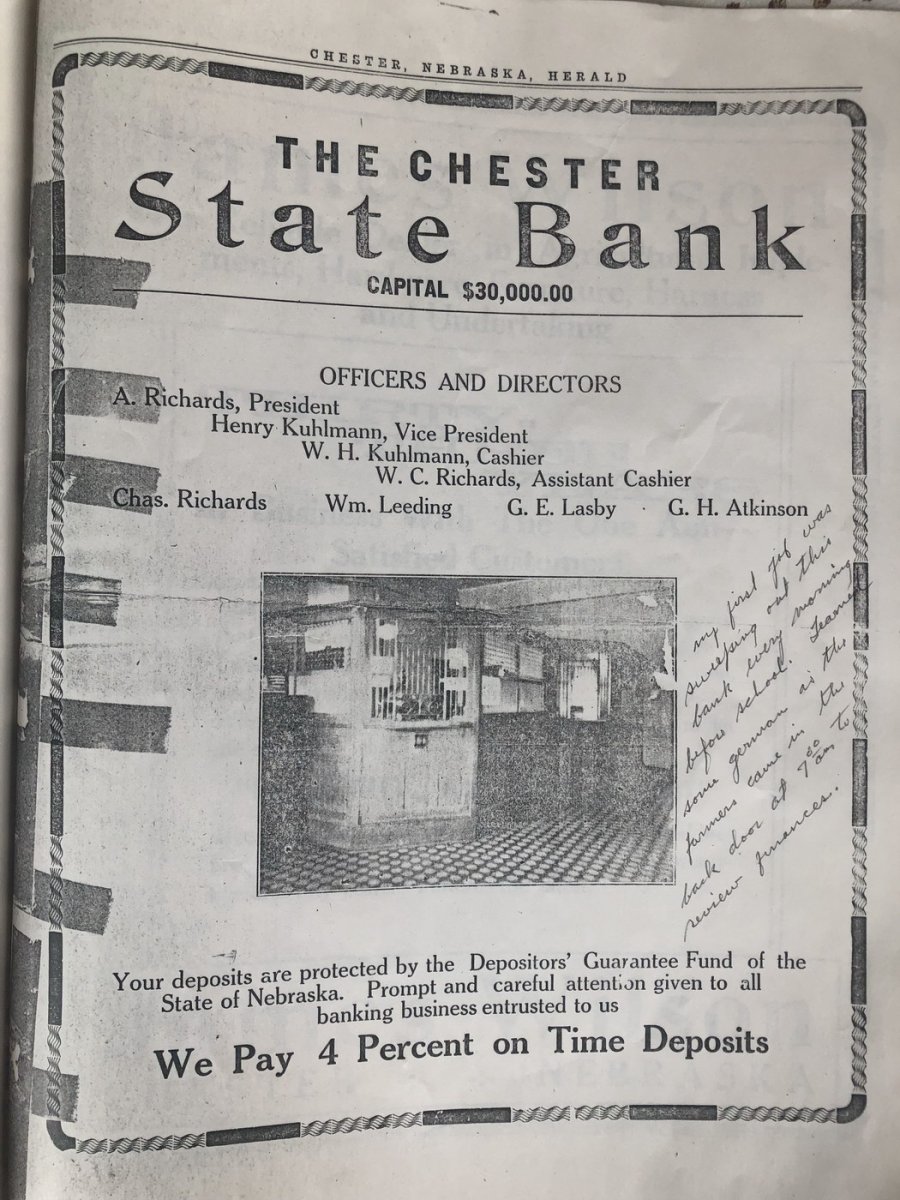 CHESTER, NEBRASKA, HERALD
THE CHESTER
State Bank
CAPITAL $30,000.00
OFFICERS AND DIRECTORS
A. Richards, President
Henry Kuhlmann, Vice President
W. H. Kuhlmann, Cashier
W. C. Richards, Assistant Cashier
Chas. Richards Wm. Leeding G. E. Lasby G. H. Atkinson
my first job was
sweeping out this
bank every morning
before school. Learned
some german as the
farmers came in the
back door at 7 00 am to
review finances.
Your deposits are protected by the Depositors' Guarantee Fund of the
State of Nebraska. Prompt and careful attention given to all
banking business entrusted to us
We Pay 4 Percent on Time Deposits